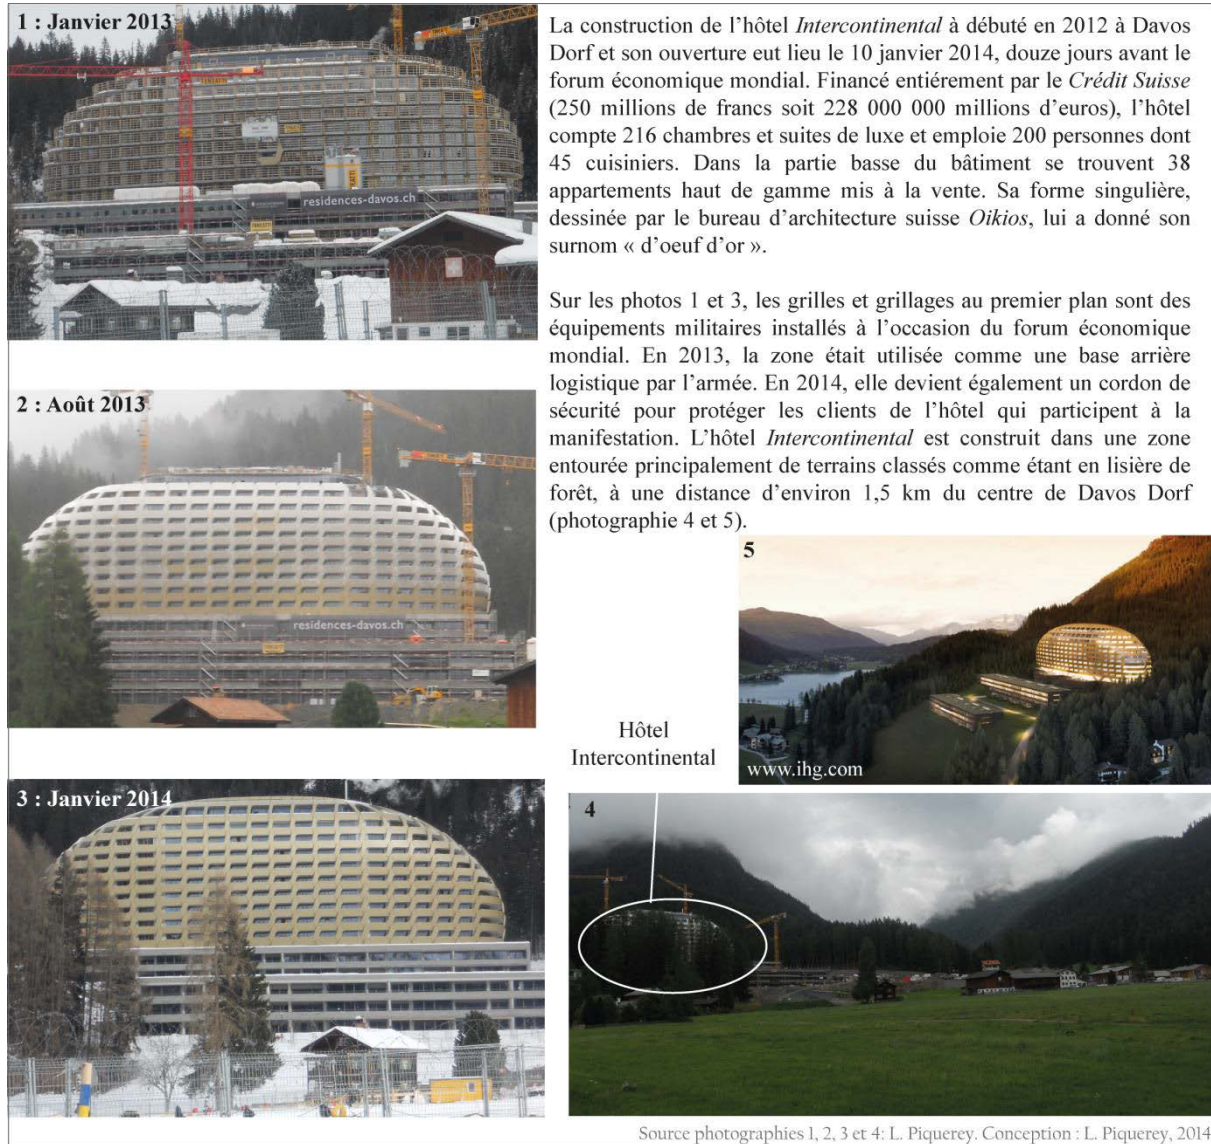 1 : Janvier 2013
residences-davos.ch
La construction de l’hôtel Intercontinental à débuté en 2012 à Davos
Dorf et son ouverture eut lieu le 10 janvier 2014, douze jours avant le
forum économique mondial. Financé entiérement par le Crédit Suisse
(250 millions de francs soit 228 000 000 millions d’euros), l’hôtel
compte 216 chambres et suites de luxe et emploie 200 personnes dont
45 cuisiniers. Dans la partie basse du bâtiment se trouvent 38
appartements haut de gamme mis à la vente. Sa forme singulière,
dessinée par le bureau d’architecture suisse Oikios, lui a donné son
surnom « d’oeuf d’or ».
Sur les photos 1 et 3, les grilles et grillages au premier plan sont des
équipements militaires installés à l’occasion du forum économique
mondial. En 2013, la zone était utilisée comme une base arrière
logistique par l’armée. En 2014, elle devient également un cordon de
sécurité pour protéger les clients de l’hôtel qui participent à la
manifestation. L’hôtel Intercontinental est construit dans une zone
entourée principalement de terrains classés comme étant en lisière de
forêt, à une distance d’environ 1,5 km du centre de Davos Dorf
(photographie 4 et 5).
2 : Août 2013
residences-davos.ch
5
www.ihg.com
Hôtel
Intercontinental
3 : Janvier 2014
4
Source photographies 1, 2, 3 et 4: L. Piquerey. Conception : L. Piquerey, 2014